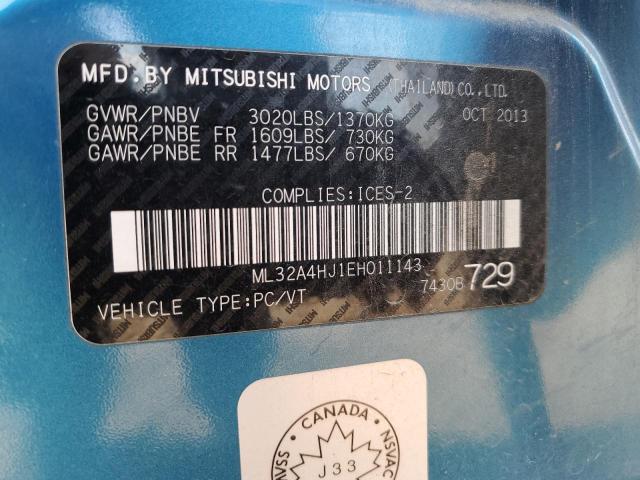 MFD. BY MITSUBISHI MOTORS (THAILAND) CO., LTD.
GVWR/PNBV 3020LBS/1370KG OCT 2013
GAWR/PNBE FR 1609LBS/ 730KG
GAWR/PNBE RR 1477LBS/ 670KG
COMPLIES:ICES-2
ML32A4HJ1EH011143
VEHICLE TYPE:PC/VT 7430B 729
CANADA
NSVAC
J33